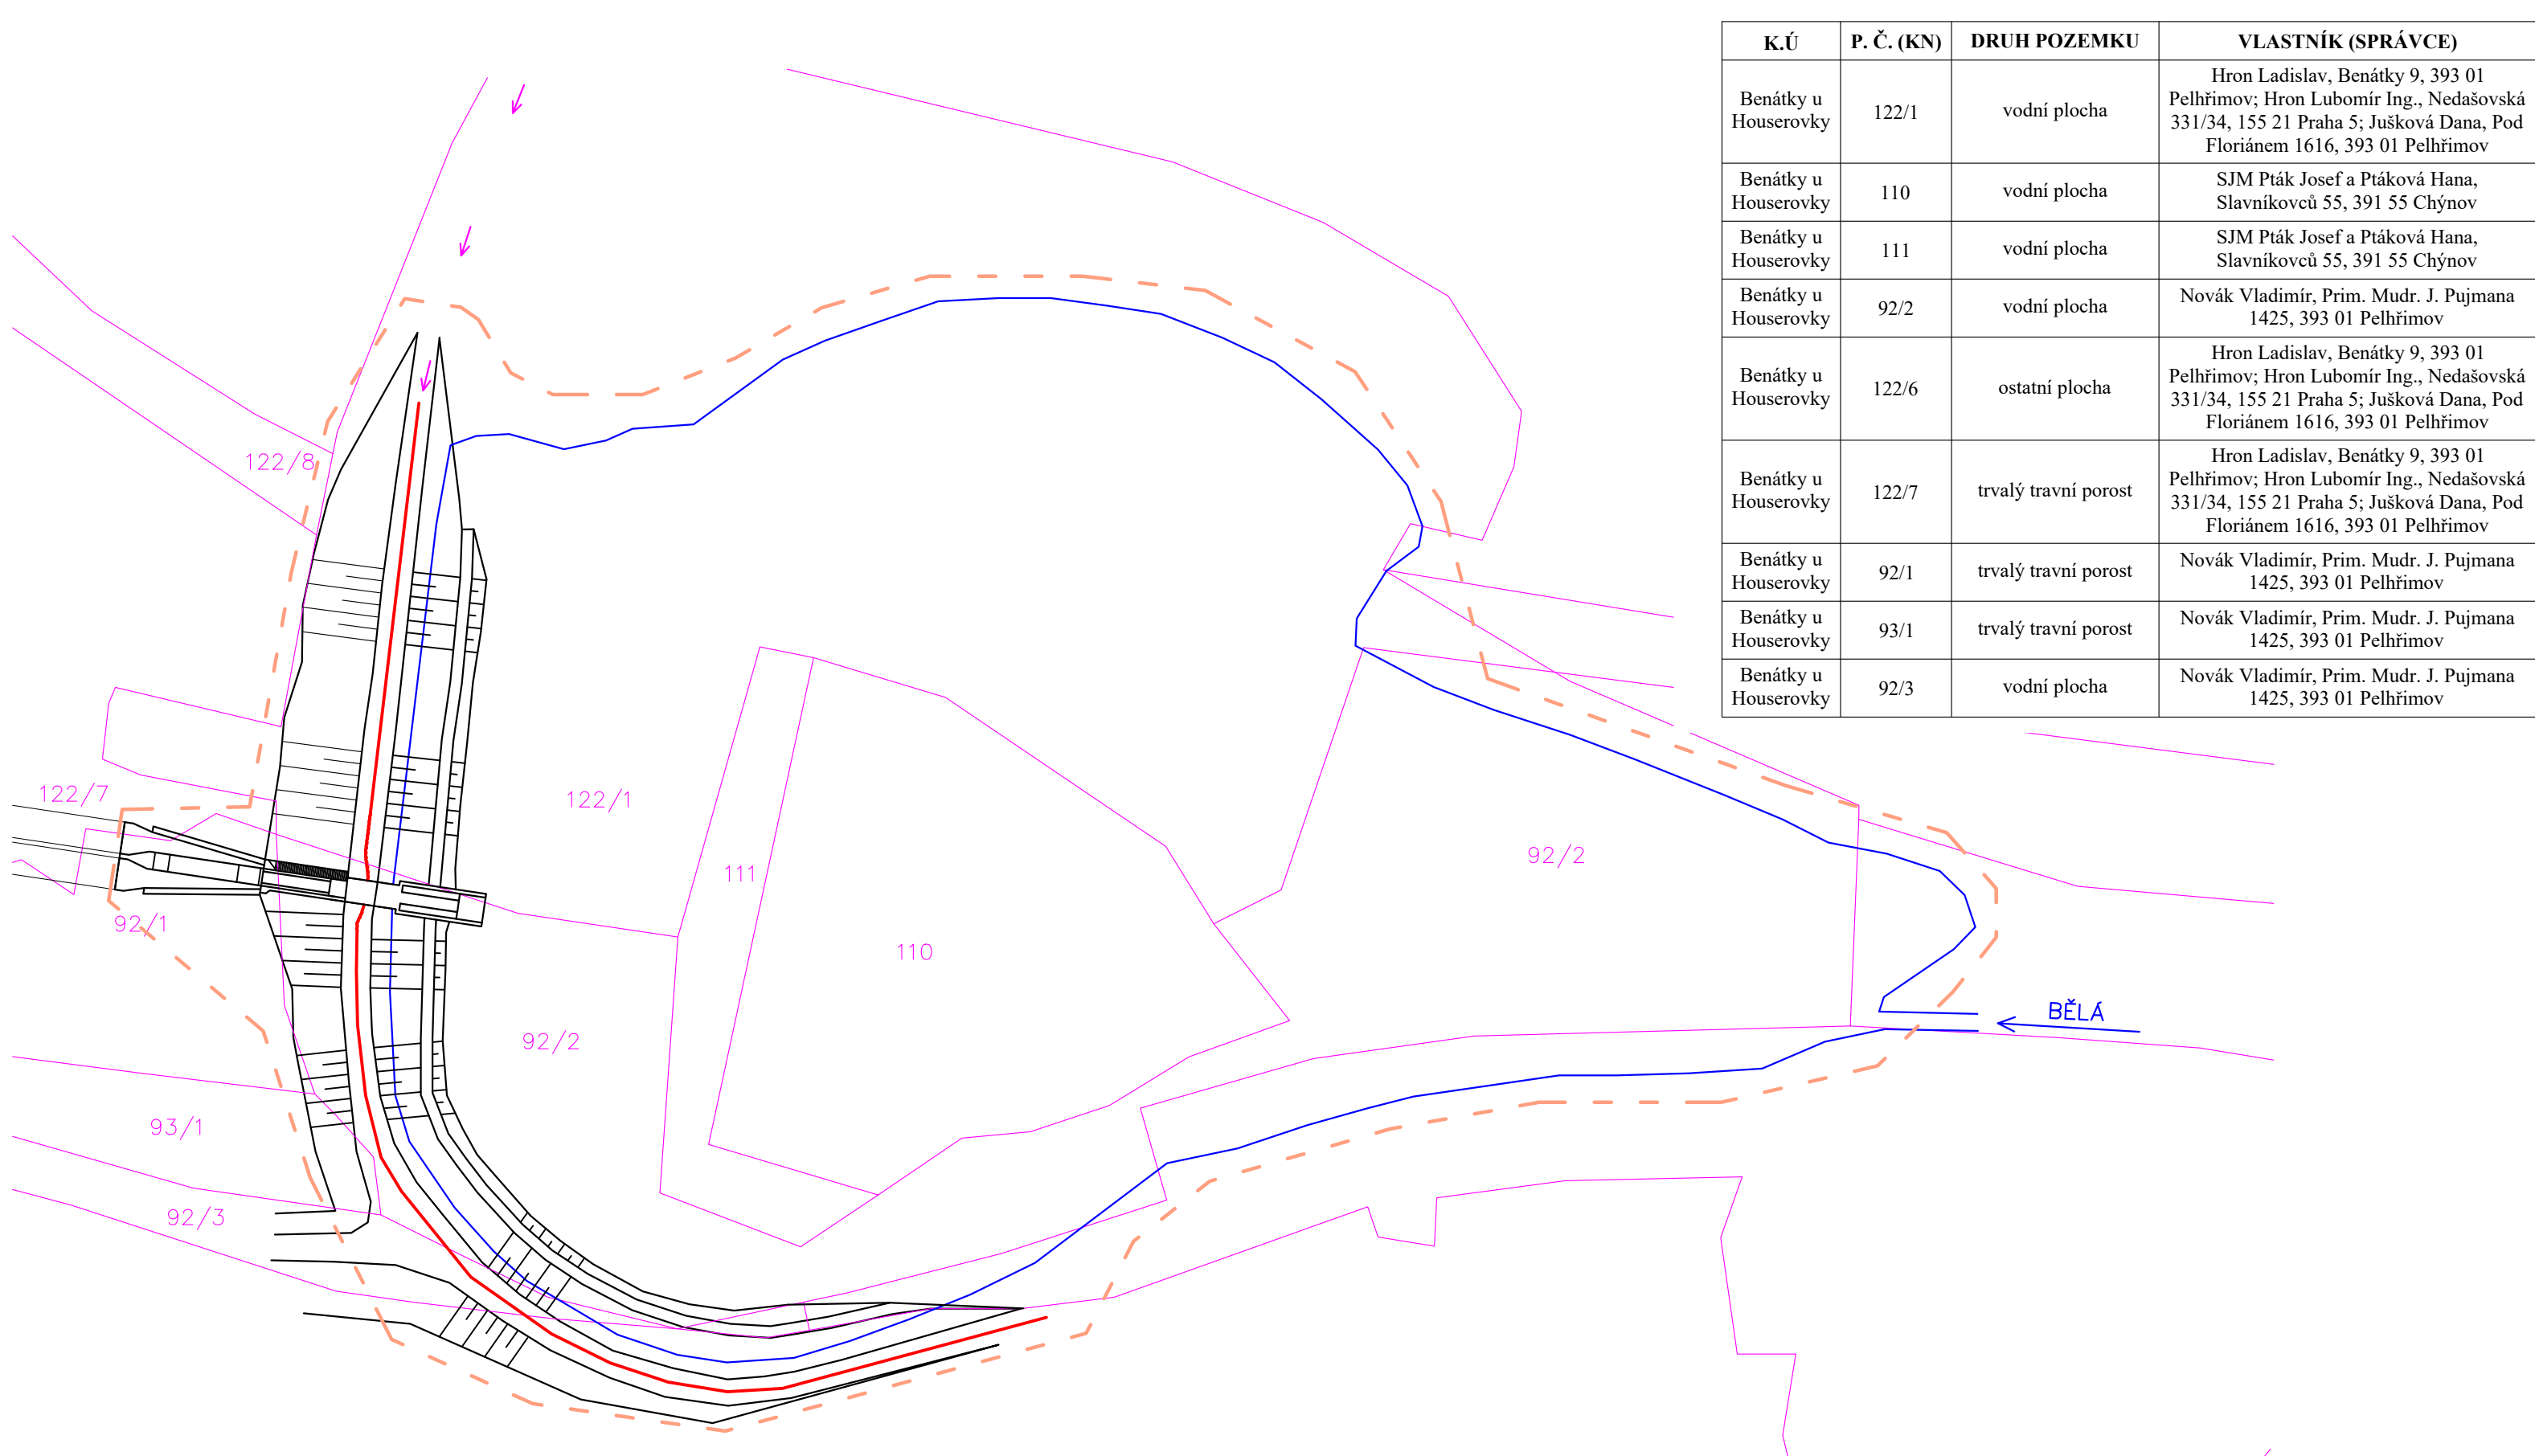 K.Ú P. Č. (KN) DRUH POZEMKU VLASTNÍK (SPRÁVCE)
Benátky u Houserovky 122/1 vodní plocha Hron Ladislav, Benátky 9, 393 01
Pelhřimov; Hron Lubomír Ing., Nedašovská
331/34, 155 21 Praha 5; Jušková Dana, Pod
Floriánem 1616, 393 01 Pelhřimov
Benátky u Houserovky 110 vodní plocha SJM Pták Josef a Ptáková Hana,
Slavníkovců 55, 391 55 Chýnov
Benátky u Houserovky 111 vodní plocha SJM Pták Josef a Ptáková Hana,
Slavníkovců 55, 391 55 Chýnov
Benátky u Houserovky 92/2 vodní plocha Novák Vladimír, Prim. Mudr. J. Pujmana
1425, 393 01 Pelhřimov
Benátky u Houserovky 122/6 ostatní plocha Hron Ladislav, Benátky 9, 393 01
Pelhřimov; Hron Lubomír Ing., Nedašovská
331/34, 155 21 Praha 5; Jušková Dana, Pod
Floriánem 1616, 393 01 Pelhřimov
Benátky u Houserovky 122/7 trvalý travní porost Hron Ladislav, Benátky 9, 393 01
Pelhřimov; Hron Lubomír Ing., Nedašovská
331/34, 155 21 Praha 5; Jušková Dana, Pod
Floriánem 1616, 393 01 Pelhřimov
Benátky u Houserovky 92/1 trvalý travní porost Novák Vladimír, Prim. Mudr. J. Pujmana
1425, 393 01 Pelhřimov
Benátky u Houserovky 93/1 trvalý travní porost Novák Vladimír, Prim. Mudr. J. Pujmana
1425, 393 01 Pelhřimov
Benátky u Houserovky 92/3 vodní plocha Novák Vladimír, Prim. Mudr. J. Pujmana
1425, 393 01 Pelhřimov
122/8
122/7
122/1
111
92/2
92/1
110
BĚLÁ
92/2
93/1
92/3